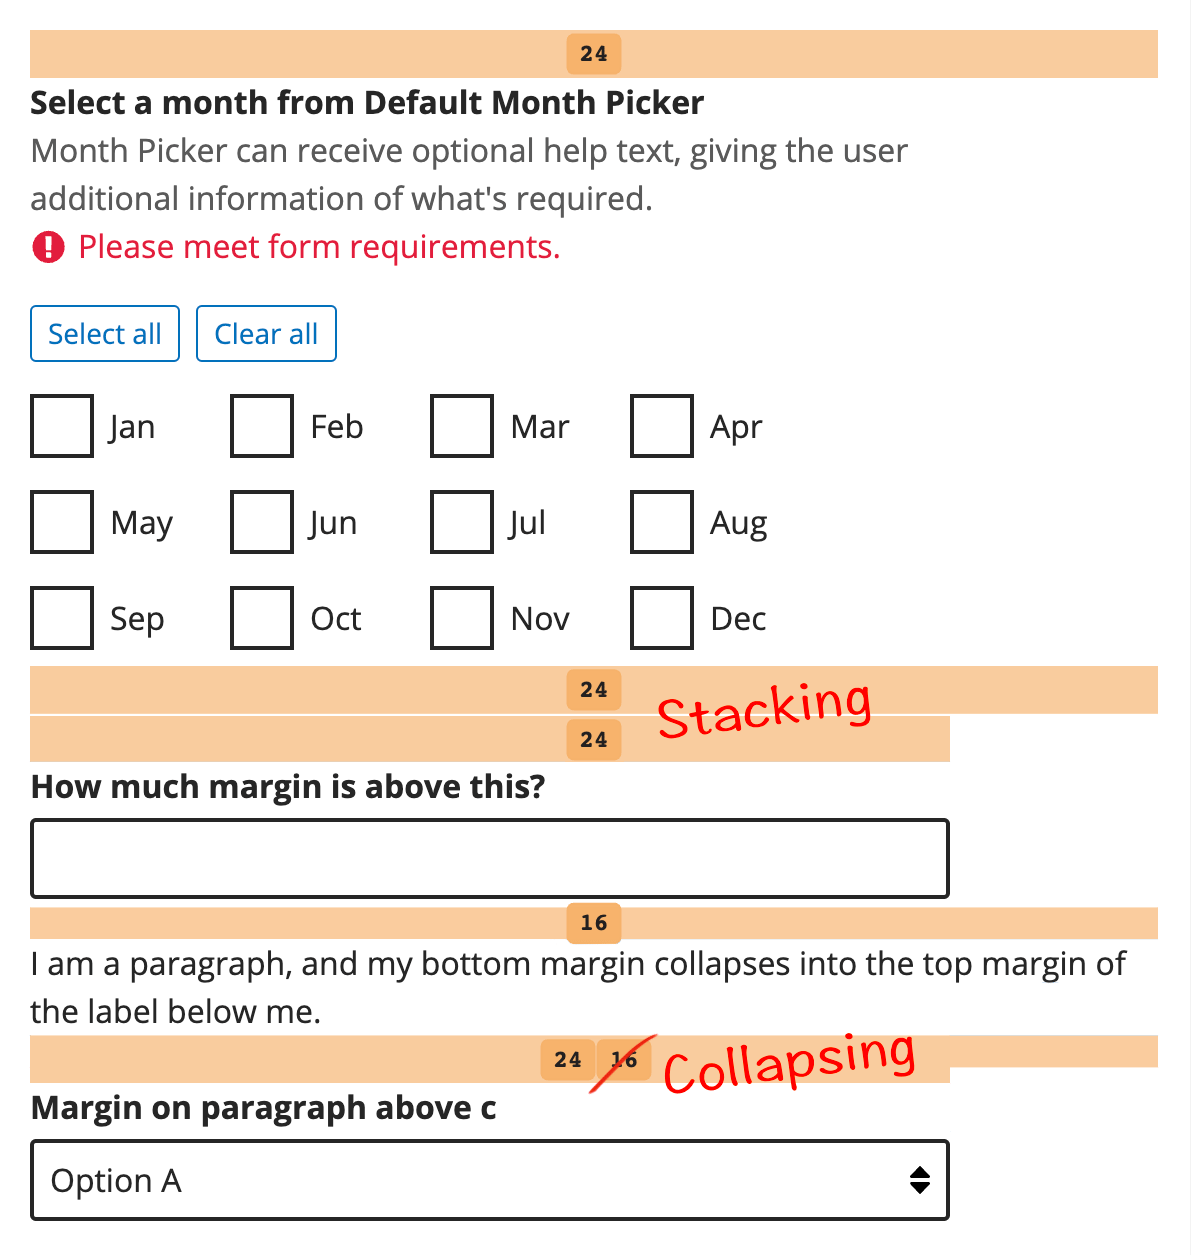 24
Select a month from Default Month Picker
Month Picker can receive optional help text, giving the user
additional information of what's required.
Please meet form requirements.
Select all Clear all
Jan Feb Mar Apr
May Jun Jul Aug
Sep Oct Nov Dec
24
Stacking
24
How much margin is above this?
16
I am a paragraph, and my bottom margin collapses into the top margin of
the label below me.
24 16 Collapsing
Margin on paragraph above c
Option A